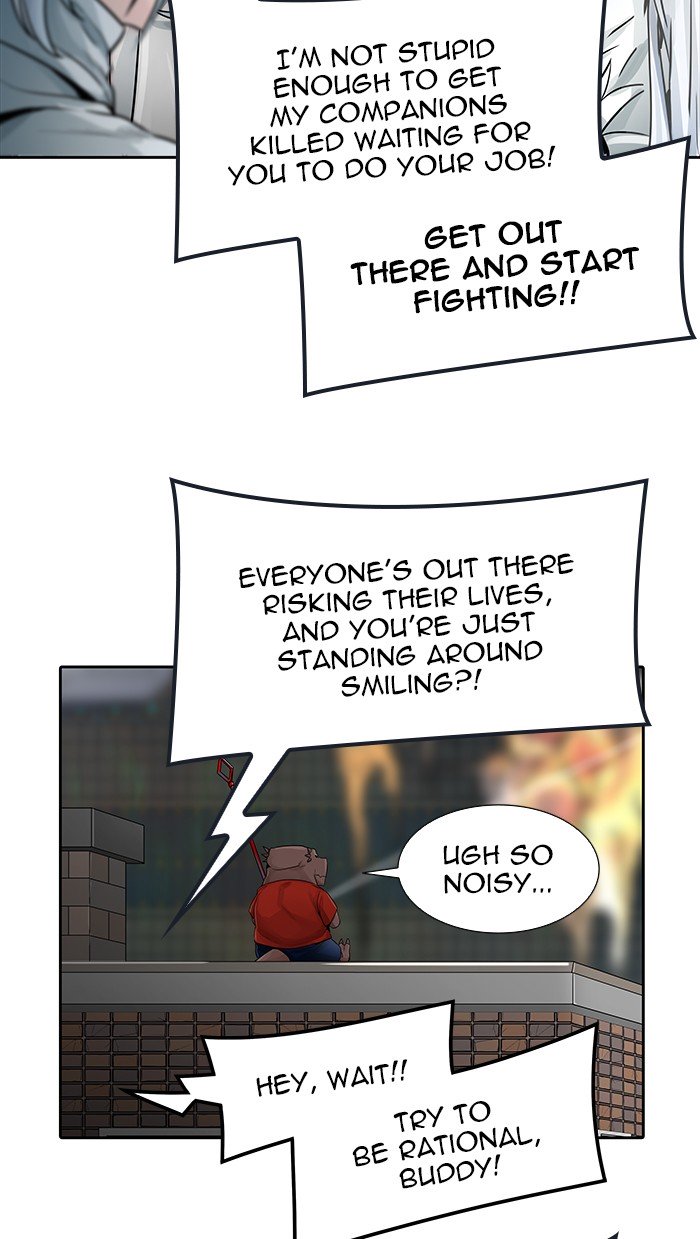 I'M NOT STUPID
ENOUGH TO GET
MY COMPANIONS
KILLED WAITING FOR
YOU TO DO YOUR JOB!
GET OUT
THERE AND START
FIGHTING!!
EVERYONE'S OUT THERE
RISKING THEIR LIVES,
AND YOU'RE JUST
STANDING AROUND
SMILING?!
UGH SO
NOISY...
HEY, WAIT!!
TRY TO
BE RATIONAL,
BUDDY!